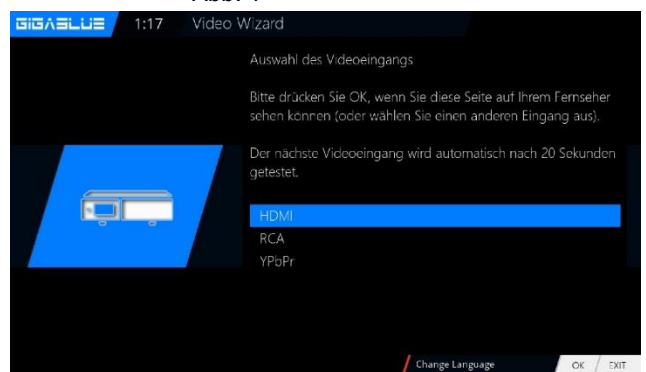 GIGABLUE 1:17 Video Wizard
Auswahl des Videoeingangs
Bitte drücken Sie OK, wenn Sie diese Seite auf Ihrem Fernseher
sehen können (oder wählen Sie einen anderen Eingang aus).
Der nächste Videoeingang wird automatisch nach 20 Sekunden
getestet.
HDMI
RCA
YPbPr
Change Language OK EXIT